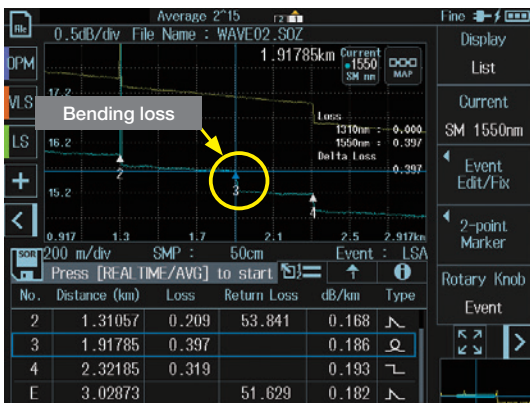 File
Average 2^15
Fine
0.5dB/div File Name : WAVE02.SOZ
1.91785km
Current
1550
SM nm
MAP
Display
List
OPM
VLS
LS
17.2
Bending loss
16.2
15.2
Loss
1310nm : 0.000
1550nm : 0.397
Delta Loss
0.397
2
3
4
Current
SM 1550nm
Event
Edit/Fix
2-point
Marker
0.917 1.3 1.7 2.1 2.5 2.917km
SOR
200 m/div SMP : 50cm Event : LSA
Press [REALTIME/AVG] to start
Rotary Knob
Event
No. Distance (km) Loss Return Loss dB/km Type
2 1.31057 0.209 53.841 0.168
3 1.91785 0.397 0.186
4 2.32185 0.319 0.193
E 3.02873 51.629 0.182